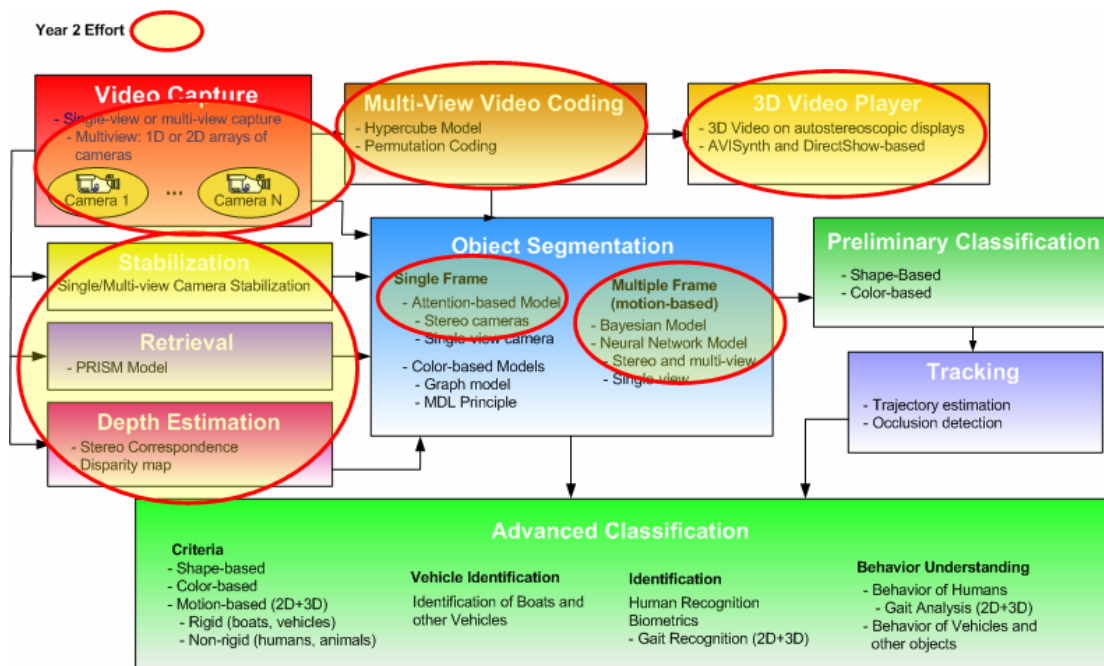 Year 2 Effort
Video Capture
- Single-view or multi-view capture
- Multiview: 1D or 2D arrays of
cameras
Camera 1
...
Camera N
Multi-View Video Coding
- Hypercube Model
- Permutation Coding
3D Video Player
- 3D Video on autostereoscopic displays
- AVISynth and DirectShow-based
Stabilization
Single/Multi-view Camera Stabilization
Retrieval
- PRISM Model
Depth Estimation
- Stereo Correspondence
- Disparity map
Object Segmentation
Single Frame
- Attention-based Model
- Stereo cameras
- Single-view camera
- Color-based Models
- Graph model
- MDL Principle
Multiple Frame
(motion-based)
- Bayesian Model
- Neural Network Model
- Stereo and multi-view
- Single-view
Preliminary Classification
- Shape-Based
- Color-based
Tracking
- Trajectory estimation
- Occlusion detection
Advanced Classification
Criteria
- Shape-based
- Color-based
- Motion-based (2D+3D)
- Rigid (boats, vehicles)
- Non-rigid (humans, animals)
Vehicle Identification
Identification of Boats and
other Vehicles
Identification
Human Recognition
Biometrics
- Gait Recognition (2D+3D)
Behavior Understanding
- Behavior of Humans
- Gait Analysis (2D+3D)
- Behavior of Vehicles and
other objects